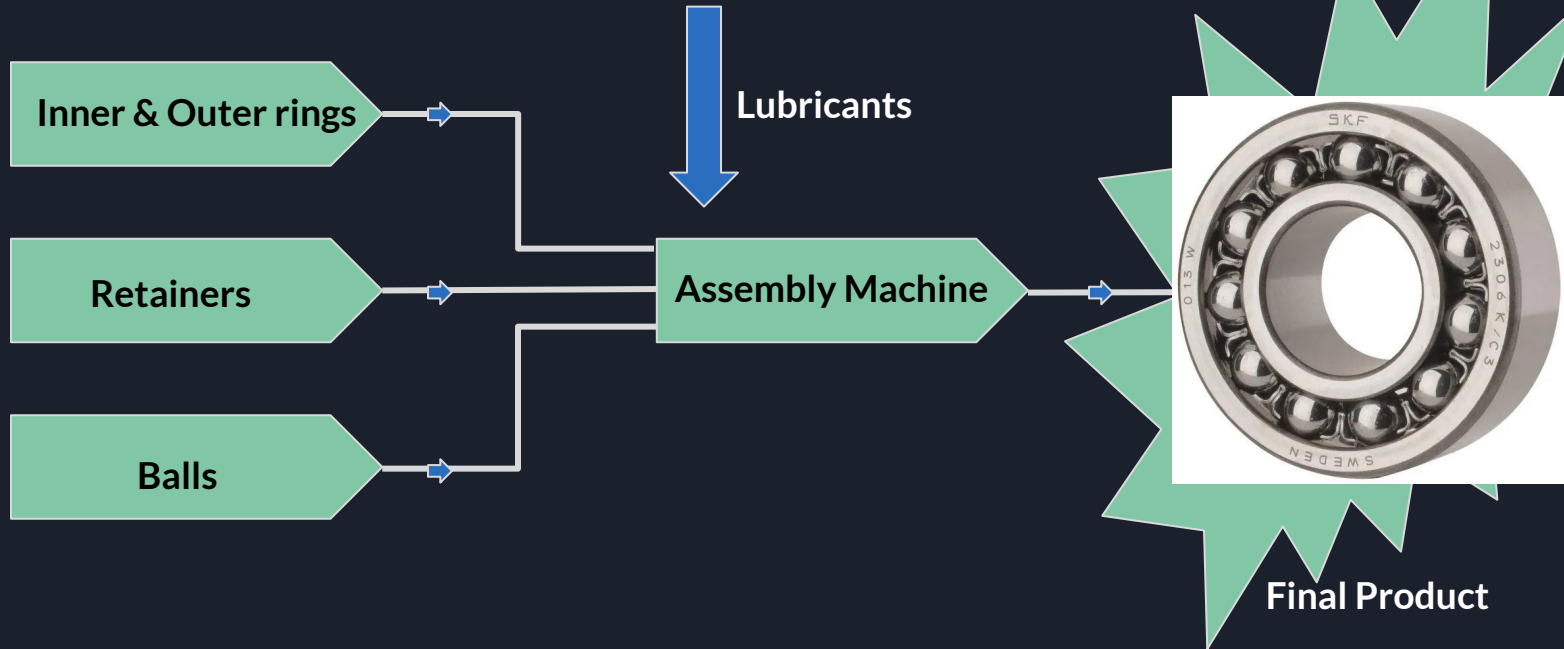 Inner & Outer rings
Lubricants
Retainers
Assembly Machine
Balls
SKF
013 W
2306 K/C3
SWEDEN
Final Product